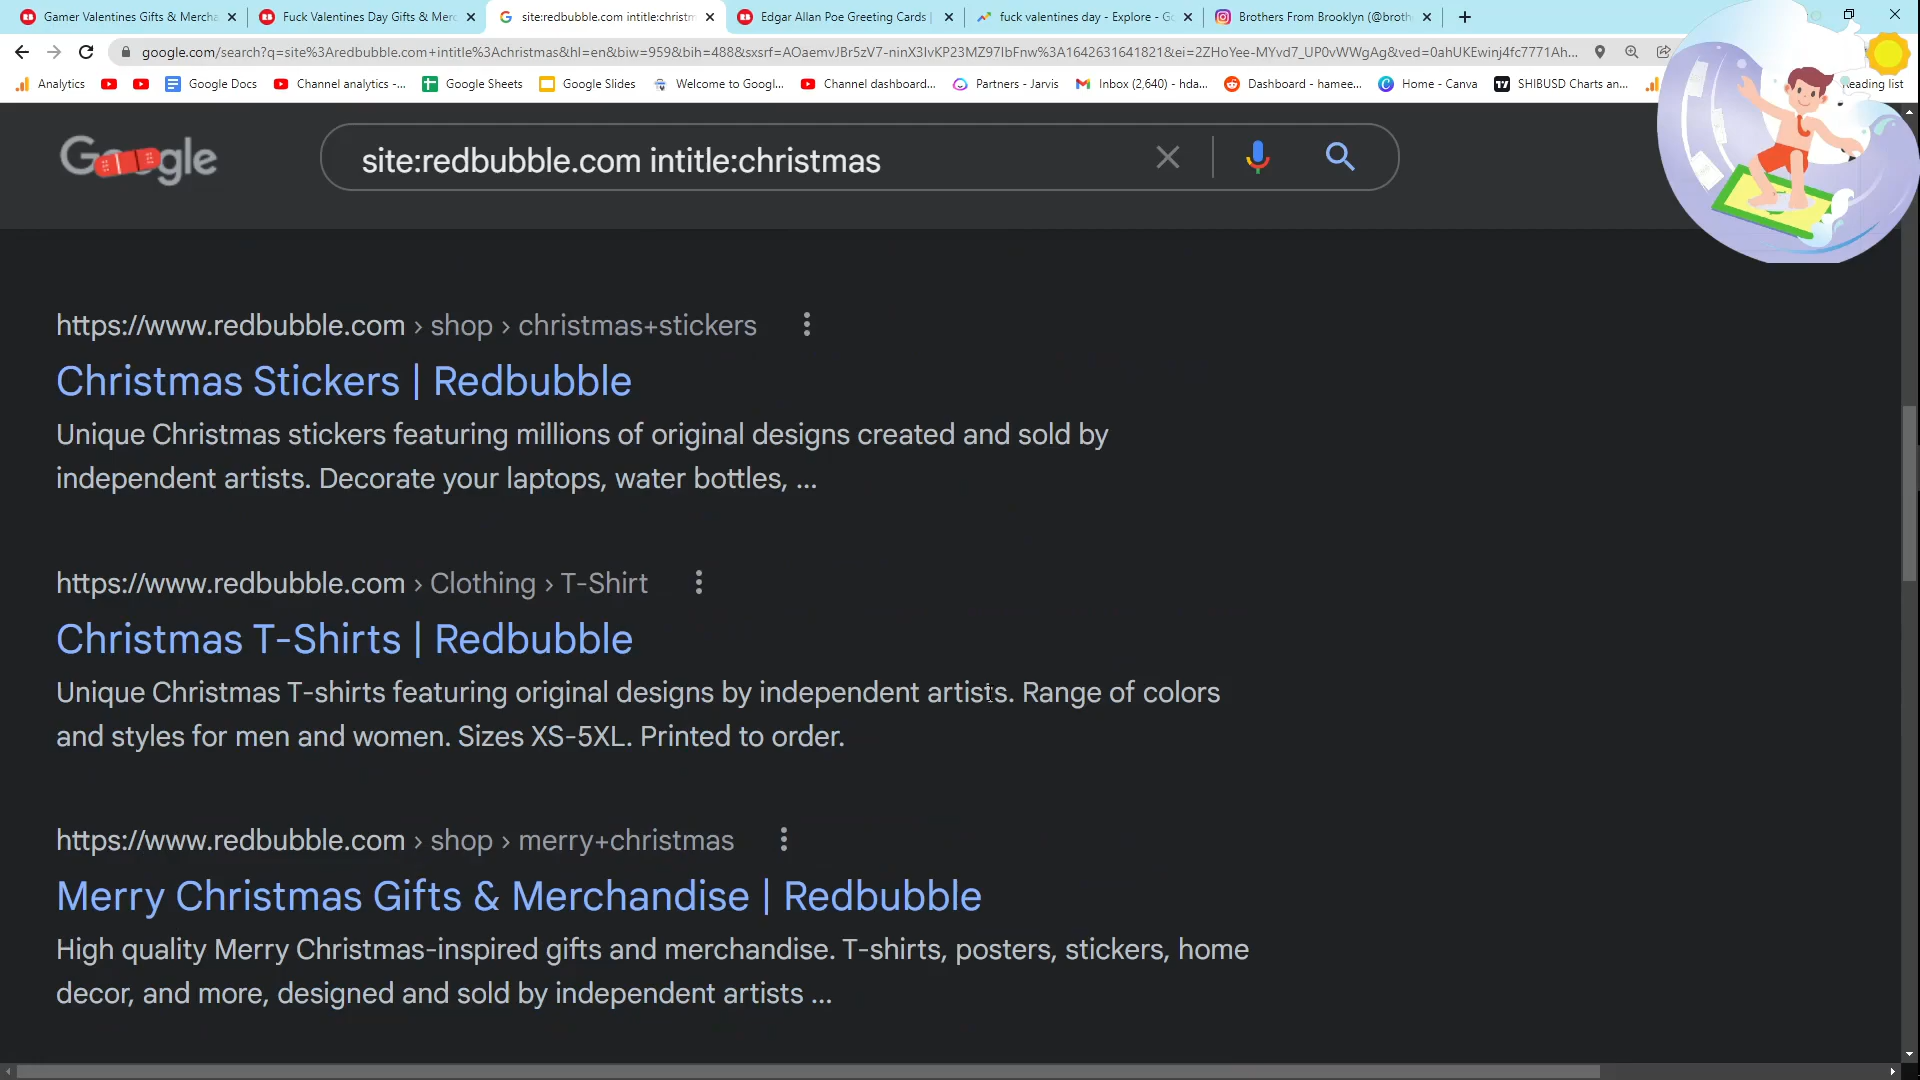 Gamer Valentines Gifts & Mercha
Fuck Valentines Day Gifts & Merc
site:redbubble.com intitle:christm
Edgar Allan Poe Greeting Cards |
fuck valentines day - Explore - Go
Brothers From Brooklyn (@broth
google.com/search?q=site%3Aredbubble.com+intitle%3Achristmas&hl=en&biw=959&bih=488&sxsrf=AOaemvJBr5zV7-ninX3IvKP23MZ97IbFnw%3A1642631641821&ei=2ZHoYee-MYvd7_UP0vWWgAg&ved=0ahUKEwinj4fc7771Ah...
Analytics
Google Docs
Channel analytics -...
Google Sheets
Google Slides
Welcome to Googl...
Channel dashboard...
Partners - Jarvis
Inbox (2,640) - hda...
Dashboard - hamee...
Home - Canva
SHIBUSD Charts an...
Reading list
Google
site:redbubble.com intitle:christmas
https://www.redbubble.com › shop › christmas+stickers
Christmas Stickers | Redbubble
Unique Christmas stickers featuring millions of original designs created and sold by
independent artists. Decorate your laptops, water bottles, ...
https://www.redbubble.com › Clothing › T-Shirt
Christmas T-Shirts | Redbubble
Unique Christmas T-shirts featuring original designs by independent artists. Range of colors
and styles for men and women. Sizes XS-5XL. Printed to order.
https://www.redbubble.com › shop › merry+christmas
Merry Christmas Gifts & Merchandise | Redbubble
High quality Merry Christmas-inspired gifts and merchandise. T-shirts, posters, stickers, home
decor, and more, designed and sold by independent artists ...